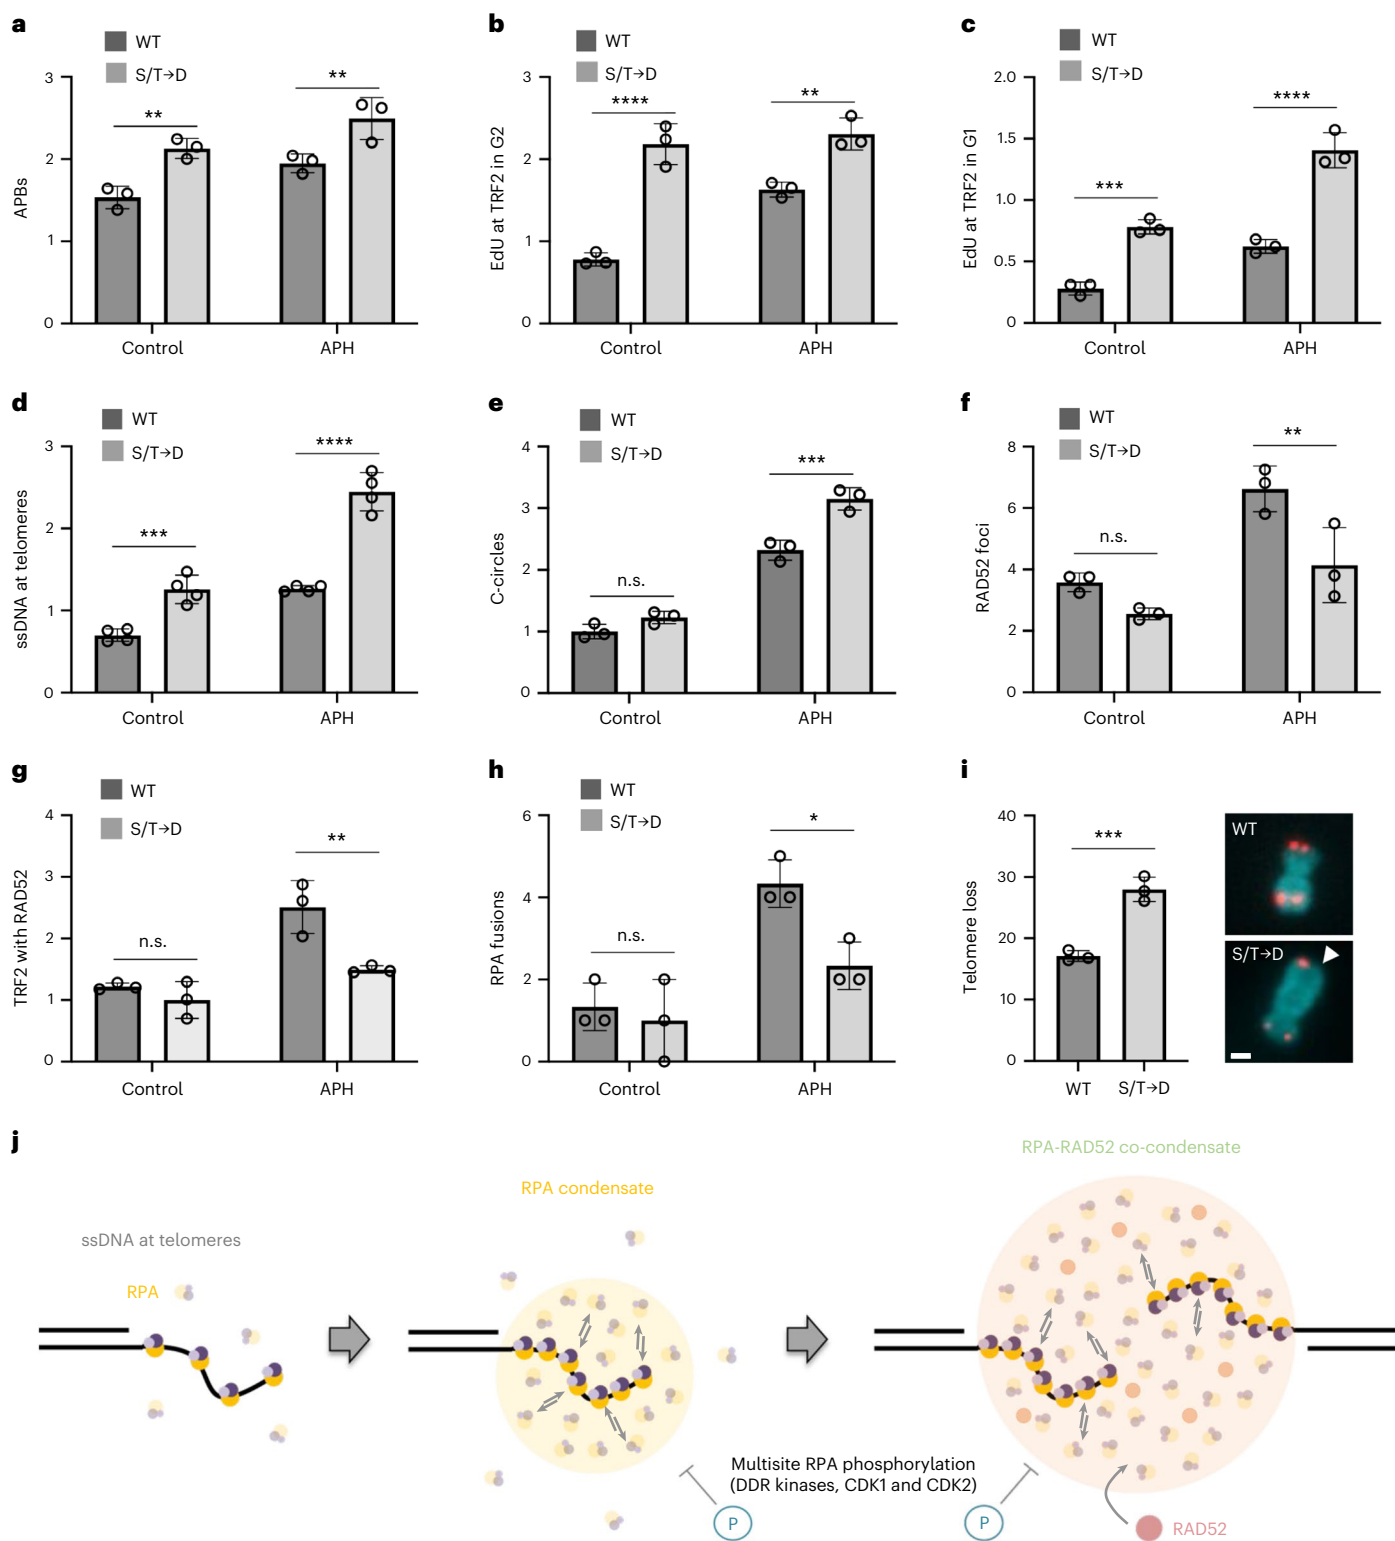 a
WT
S/T→D
APBs
3
2
1
0
**
**
Control
APH
b
WT
S/T→D
EdU at TRF2 in G2
3
2
1
0
****
**
Control
APH
c
WT
S/T→D
EdU at TRF2 in G1
2.0
1.5
1.0
0.5
0
***
****
Control
APH
d
WT
S/T→D
ssDNA at telomeres
3
2
1
0
***
****
Control
APH
e
WT
S/T→D
C-circles
4
3
2
1
0
n.s.
***
Control
APH
f
WT
S/T→D
RAD52 foci
8
6
4
2
0
n.s.
**
Control
APH
g
WT
S/T→D
TRF2 with RAD52
4
3
2
1
0
n.s.
**
Control
APH
h
WT
S/T→D
RPA fusions
6
4
2
0
n.s.
*
Control
APH
i
Telomere loss
40
30
20
10
0
***
WT
S/T→D
WT
S/T→D
j
ssDNA at telomeres
RPA
RPA condensate
RPA-RAD52 co-condensate
Multisite RPA phosphorylation
(DDR kinases, CDK1 and CDK2)
P
P
RAD52